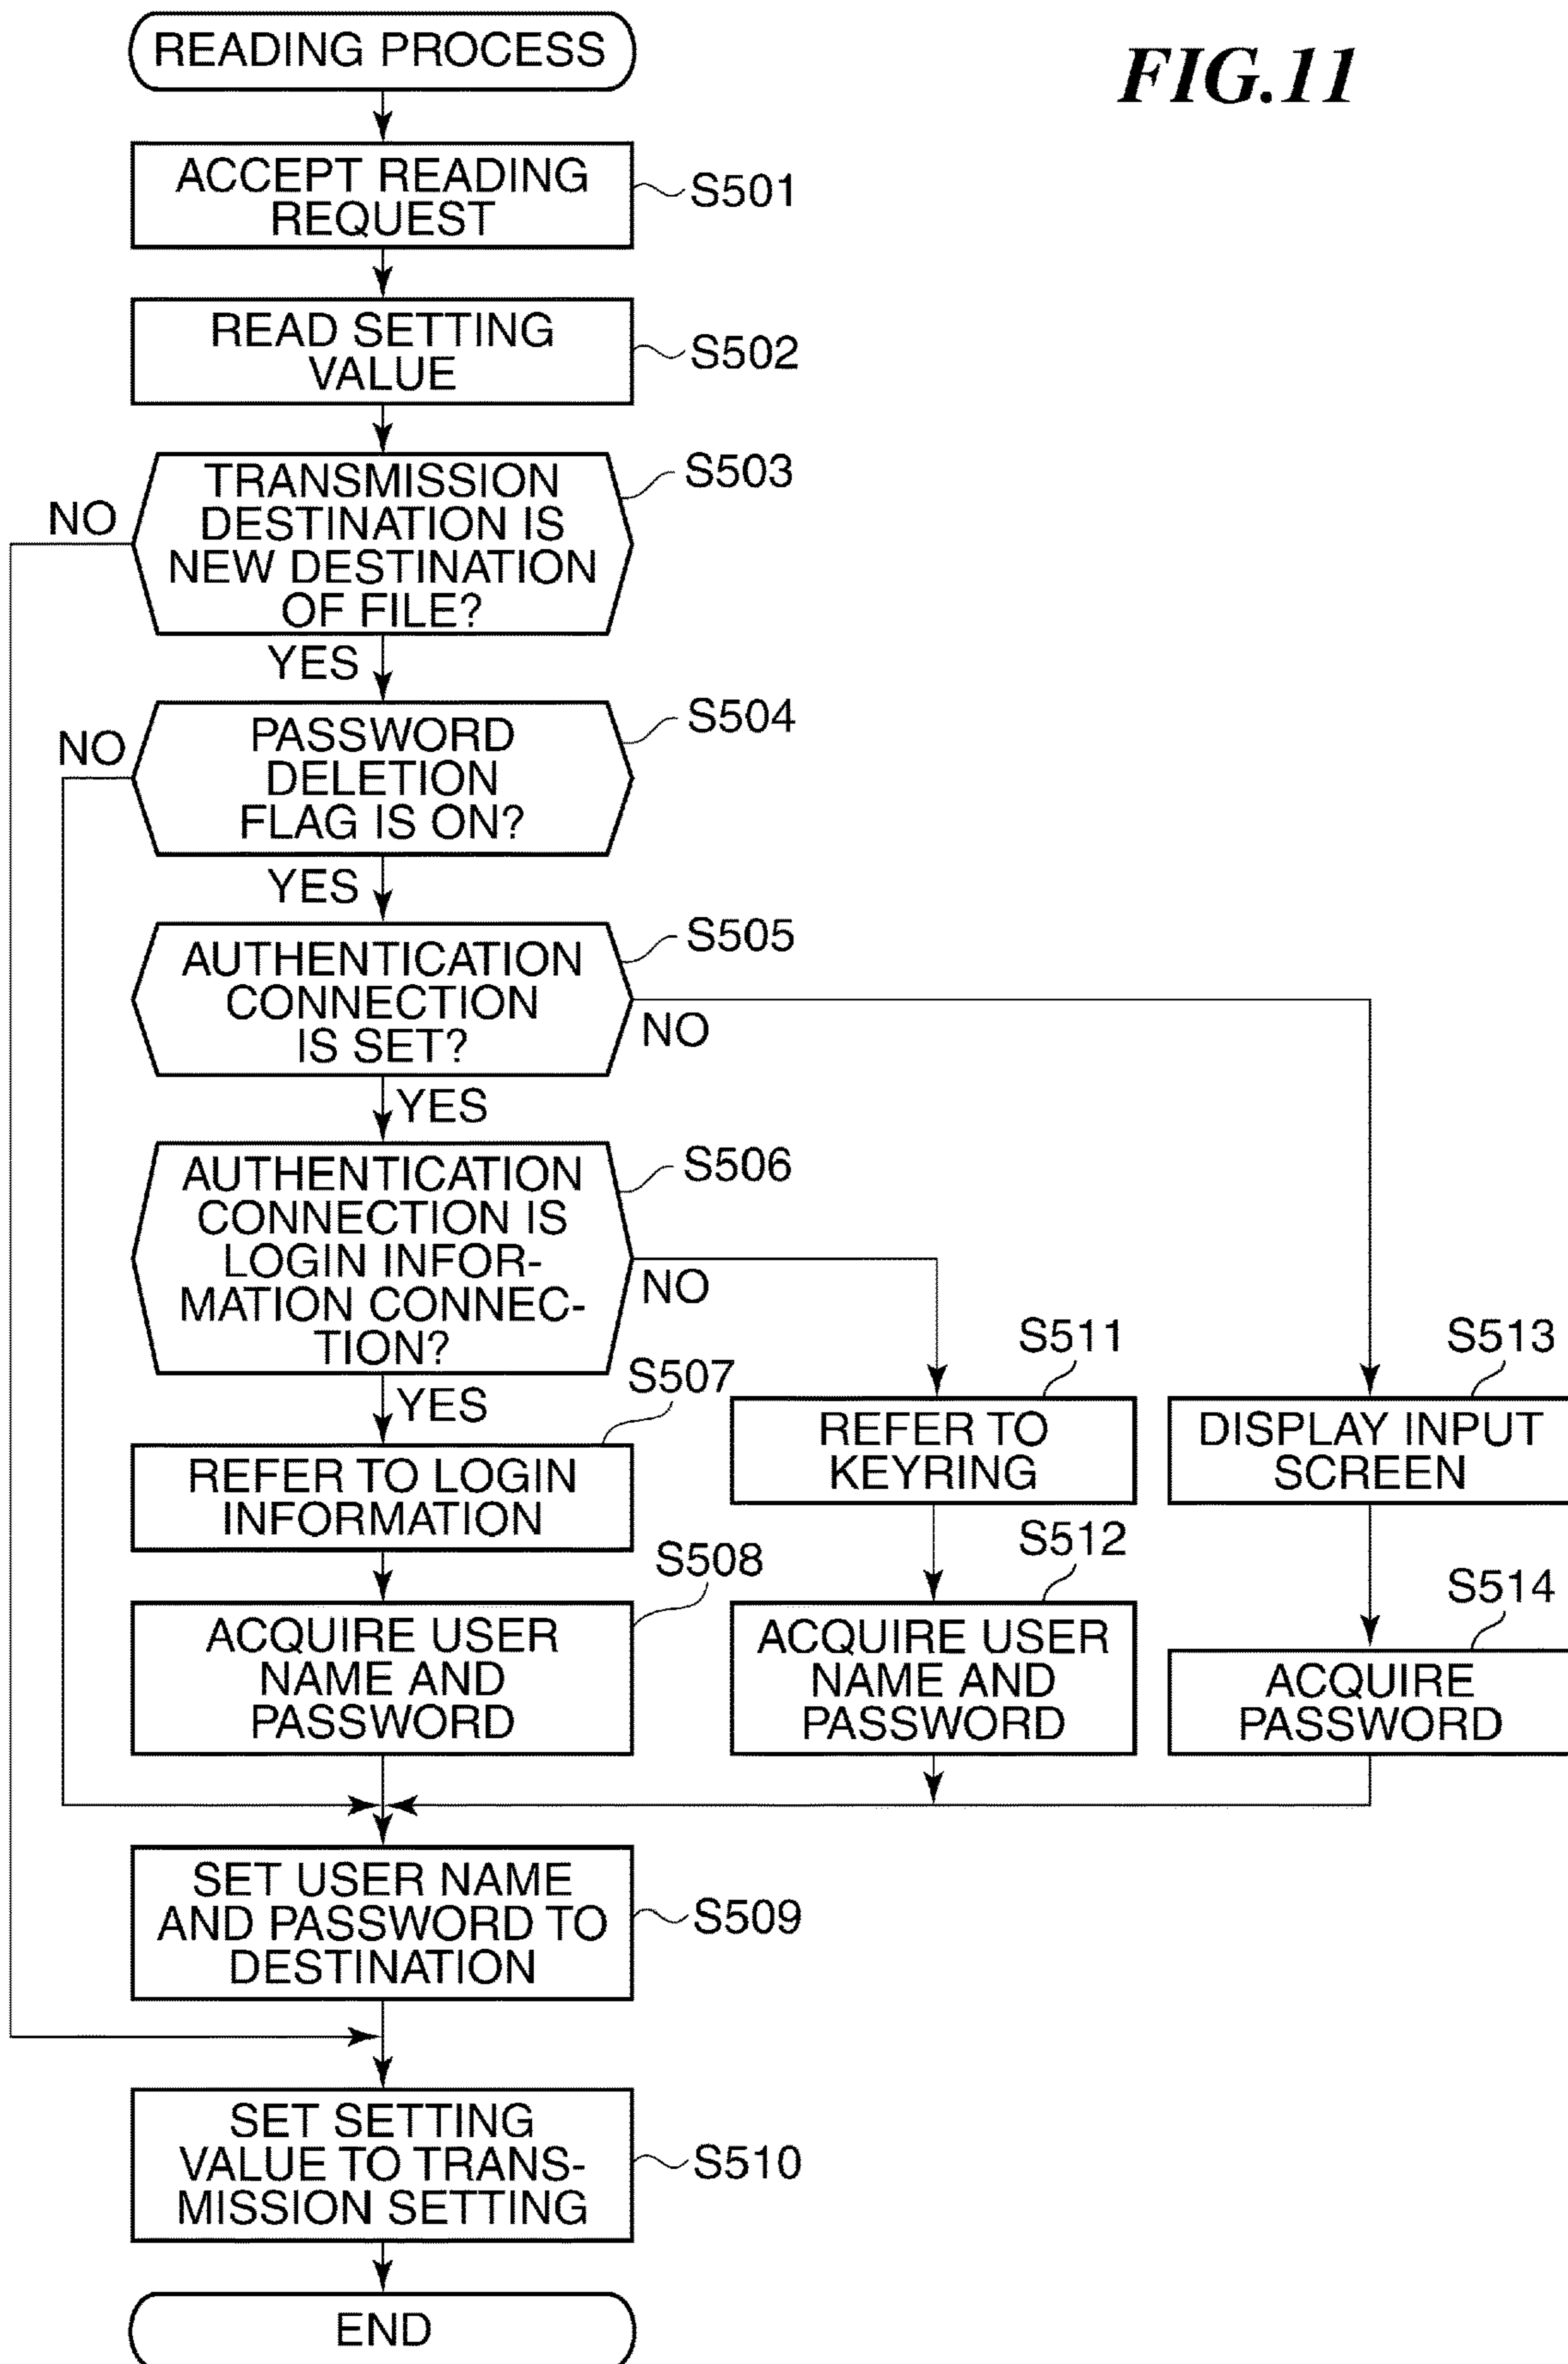 READING PROCESS
FIG.11
ACCEPT READING
REQUEST
S501
READ SETTING
VALUE
S502
TRANSMISSION
DESTINATION IS
NEW DESTINATION
OF FILE?
S503
NO
YES
PASSWORD
DELETION
FLAG IS ON?
S504
NO
YES
AUTHENTICATION
CONNECTION
IS SET?
S505
NO
YES
AUTHENTICATION
CONNECTION IS
LOGIN INFOR-
MATION CONNEC-
TION?
S506
NO
YES
S507
REFER TO LOGIN
INFORMATION
S511
REFER TO
KEYRING
S513
DISPLAY INPUT
SCREEN
S508
ACQUIRE USER
NAME AND
PASSWORD
S512
ACQUIRE USER
NAME AND
PASSWORD
S514
ACQUIRE
PASSWORD
SET USER NAME
AND PASSWORD TO
DESTINATION
S509
SET SETTING
VALUE TO TRANS-
MISSION SETTING
S510
END